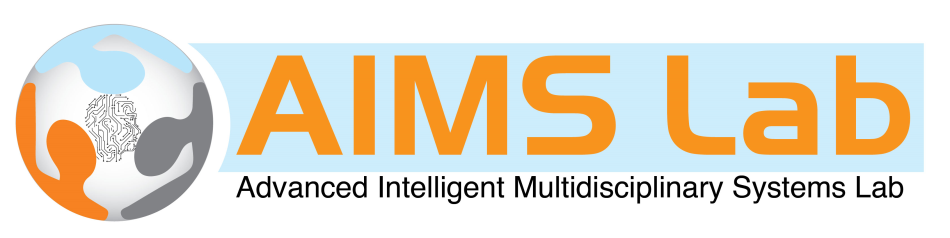 AIMS Lab
Advanced Intelligent Multidisciplinary Systems Lab